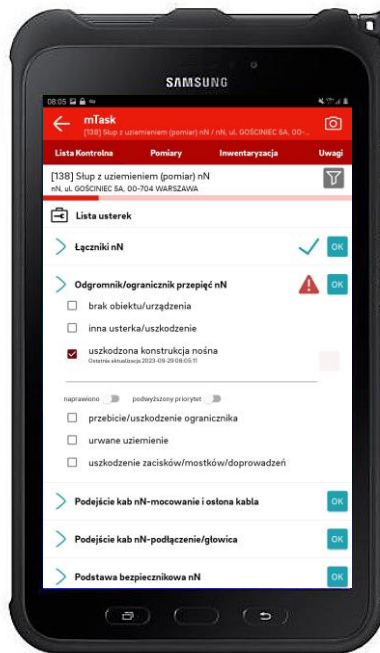 SAMSUNG
08:05
mTask
[138] Słup z uziemieniem (pomiar) nN / nN, ul. GOŚCINIEC 5A, 00-...
Lista Kontrolna Pomiary Inwentaryzacja Uwagi
[138] Słup z uziemieniem (pomiar) nN
nN, ul. GOŚCINIEC 5A, 00-704 WARSZAWA
Lista usterek
Łączniki nN OK
Odgromnik/ogranicznik przepięć nN OK
brak obiektu/urządzenia
inna usterka/uszkodzenie
uszkodzona konstrukcja nośna
Ostatnia aktualizacja 2023-09-29 08:05:11
naprawiono podwyższony priorytet
przebicie/uszkodzenie ogranicznika
urwane uziemienie
uszkodzenie zacisków/mostków/doprowadzeń
Podejście kab nN-mocowanie i osłona kabla OK
Podejście kab nN-podłączenie/głowica OK
Podstawa bezpiecznikowa nN OK